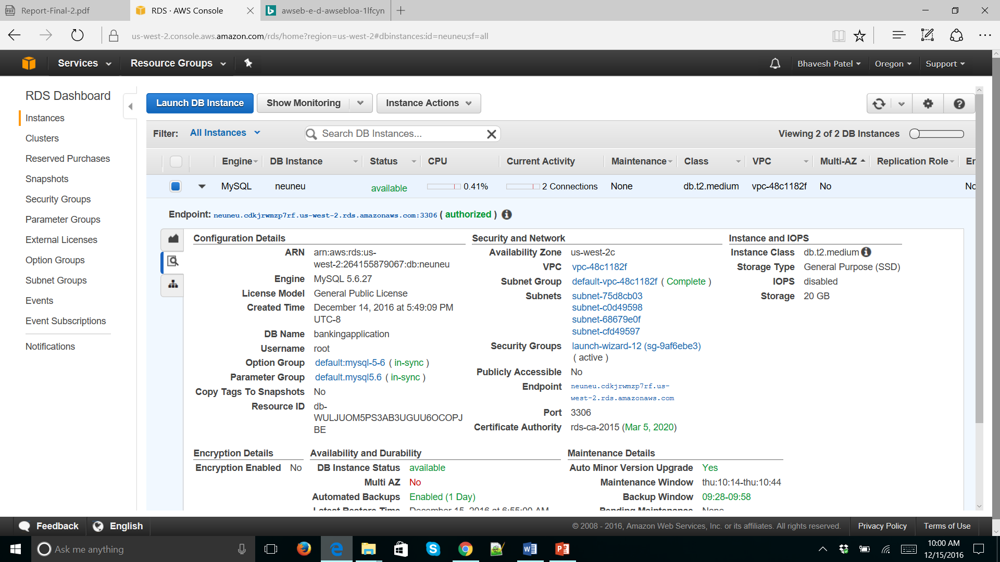 Report-Final-2.pdf
RDS · AWS Console
awseb-e-d-awsebloa-1lfcyn
us-west-2.console.aws.amazon.com/rds/home?region=us-west-2#dbinstances:id=neuneu;sf=all
Services
Resource Groups
Bhavesh Patel
Oregon
Support
RDS Dashboard
Instances
Clusters
Reserved Purchases
Snapshots
Security Groups
Parameter Groups
External Licenses
Option Groups
Subnet Groups
Events
Event Subscriptions
Notifications
Launch DB Instance
Show Monitoring
Instance Actions
Filter: All Instances
Search DB Instances...
Viewing 2 of 2 DB Instances
Engine DB Instance Status CPU Current Activity Maintenance Class VPC Multi-AZ Replication Role
MySQL neuneu available 0.41% 2 Connections None db.t2.medium vpc-48c1182f No No
Endpoint: neuneu.cdkjrwmzp7rf.us-west-2.rds.amazonaws.com:3306 ( authorized )
Configuration Details
ARN arn:aws:rds:us-
west-2:264155879067:db:neuneu
Engine MySQL 5.6.27
License Model General Public License
Created Time December 14, 2016 at 5:49:09 PM
UTC-8
DB Name bankingapplication
Username root
Option Group default:mysql-5-6 ( in-sync )
Parameter Group default.mysql5.6 ( in-sync )
Copy Tags To Snapshots No
Resource ID db-
WULJUOM5PS3AB3UGUU6OCOPJ
BE
Security and Network
Availability Zone us-west-2c
VPC vpc-48c1182f
Subnet Group default-vpc-48c1182f ( Complete )
Subnets subnet-75d8cb03
subnet-c0d49598
subnet-68679e0f
subnet-cfd49597
Security Groups launch-wizard-12 (sg-9af6ebe3)
( active )
Publicly Accessible No
Endpoint neuneu.cdkjrwmzp7rf.us-
west-2.rds.amazonaws.com
Port 3306
Certificate Authority rds-ca-2015 (Mar 5, 2020)
Instance and IOPS
Instance Class db.t2.medium
Storage Type General Purpose (SSD)
IOPS disabled
Storage 20 GB
Encryption Details
Encryption Enabled No
Availability and Durability
DB Instance Status available
Multi AZ No
Automated Backups Enabled (1 Day)
Latest Restore Time December 15, 2016 at 6:55:00 AM
Maintenance Details
Auto Minor Version Upgrade Yes
Maintenance Window thu:10:14-thu:10:44
Backup Window 09:28-09:58
Pending Maintenance None
Feedback
English
© 2008 - 2016, Amazon Web Services, Inc. or its affiliates. All rights reserved.
Privacy Policy
Terms of Use
Ask me anything
10:00 AM
12/15/2016